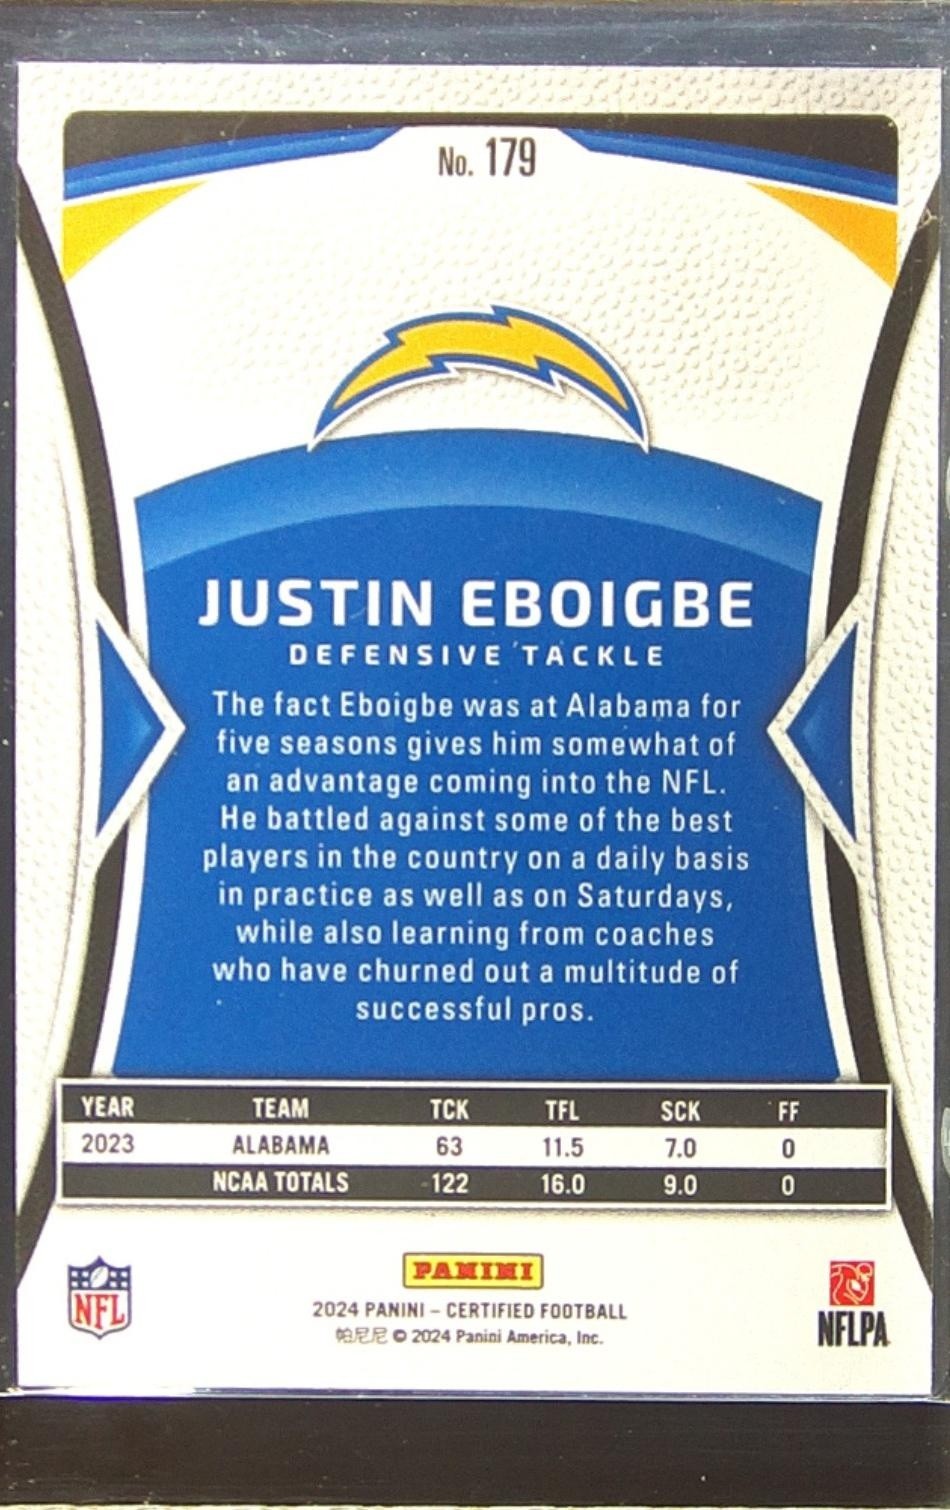 No. 179
JUSTIN EBOIGBE
DEFENSIVE TACKLE
The fact Eboigbe was at Alabama for
five seasons gives him somewhat of
an advantage coming into the NFL.
He battled against some of the best
players in the country on a daily basis
in practice as well as on Saturdays,
while also learning from coaches
who have churned out a multitude of
successful pros.
YEAR TEAM TCK TFL SCK FF
2023 ALABAMA 63 11.5 7.0 0
NCAA TOTALS 122 16.0 9.0 0
NFL
PANINI
2024 PANINI – CERTIFIED FOOTBALL
帕尼尼 © 2024 Panini America, Inc.
NFLPA